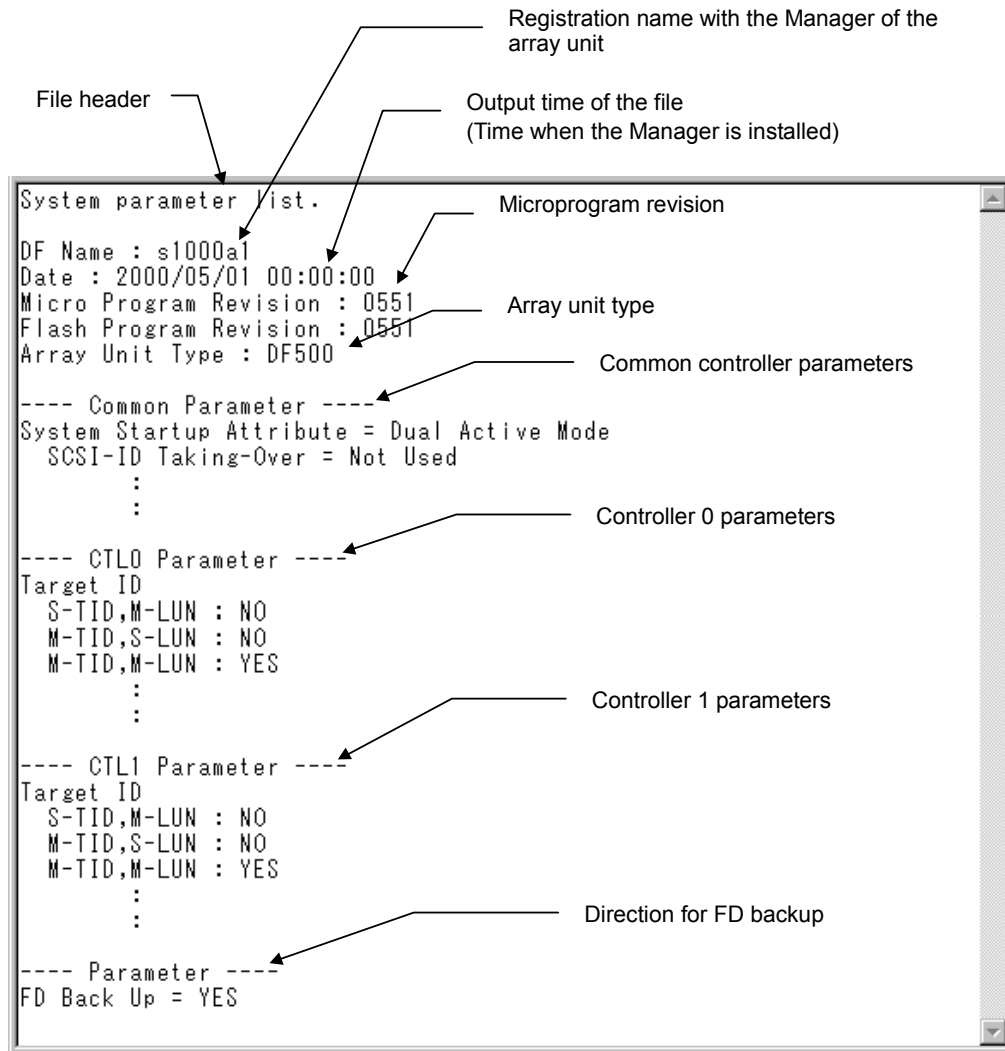 Registration name with the Manager of the
array unit
File header
Output time of the file
(Time when the Manager is installed)
System parameter list.
Microprogram revision
DF Name : s1000a1
Date : 2000/05/01 00:00:00
Micro Program Revision : 0551
Flash Program Revision : 0551
Array unit type
Array Unit Type : DF500
Common controller parameters
---- Common Parameter ----
System Startup Attribute = Dual Active Mode
SCSI-ID Taking-Over = Not Used
:
:
Controller 0 parameters
---- CTL0 Parameter ----
Target ID
S-TID,M-LUN : NO
M-TID,S-LUN : NO
M-TID,M-LUN : YES
:
:
Controller 1 parameters
---- CTL1 Parameter ----
Target ID
S-TID,M-LUN : NO
M-TID,S-LUN : NO
M-TID,M-LUN : YES
:
:
Direction for FD backup
---- Parameter ----
FD Back Up = YES